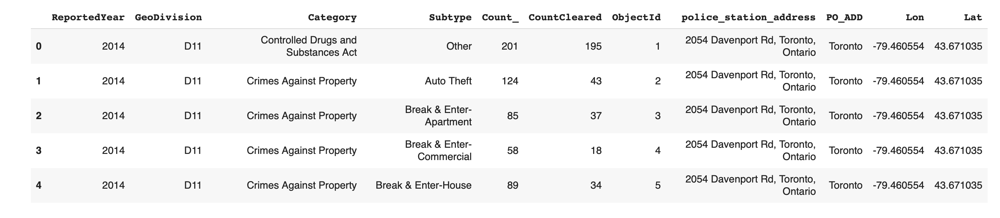 ReportedYear GeoDivision Category Subtype Count_ CountCleared ObjectId police_station_address PO_ADD Lon Lat
0 2014 D11 Controlled Drugs and Substances Act Other 201 195 1 2054 Davenport Rd, Toronto, Ontario Toronto -79.460554 43.671035
1 2014 D11 Crimes Against Property Auto Theft 124 43 2 2054 Davenport Rd, Toronto, Ontario Toronto -79.460554 43.671035
2 2014 D11 Crimes Against Property Break & Enter-Apartment 85 37 3 2054 Davenport Rd, Toronto, Ontario Toronto -79.460554 43.671035
3 2014 D11 Crimes Against Property Break & Enter-Commercial 58 18 4 2054 Davenport Rd, Toronto, Ontario Toronto -79.460554 43.671035
4 2014 D11 Crimes Against Property Break & Enter-House 89 34 5 2054 Davenport Rd, Toronto, Ontario Toronto -79.460554 43.671035